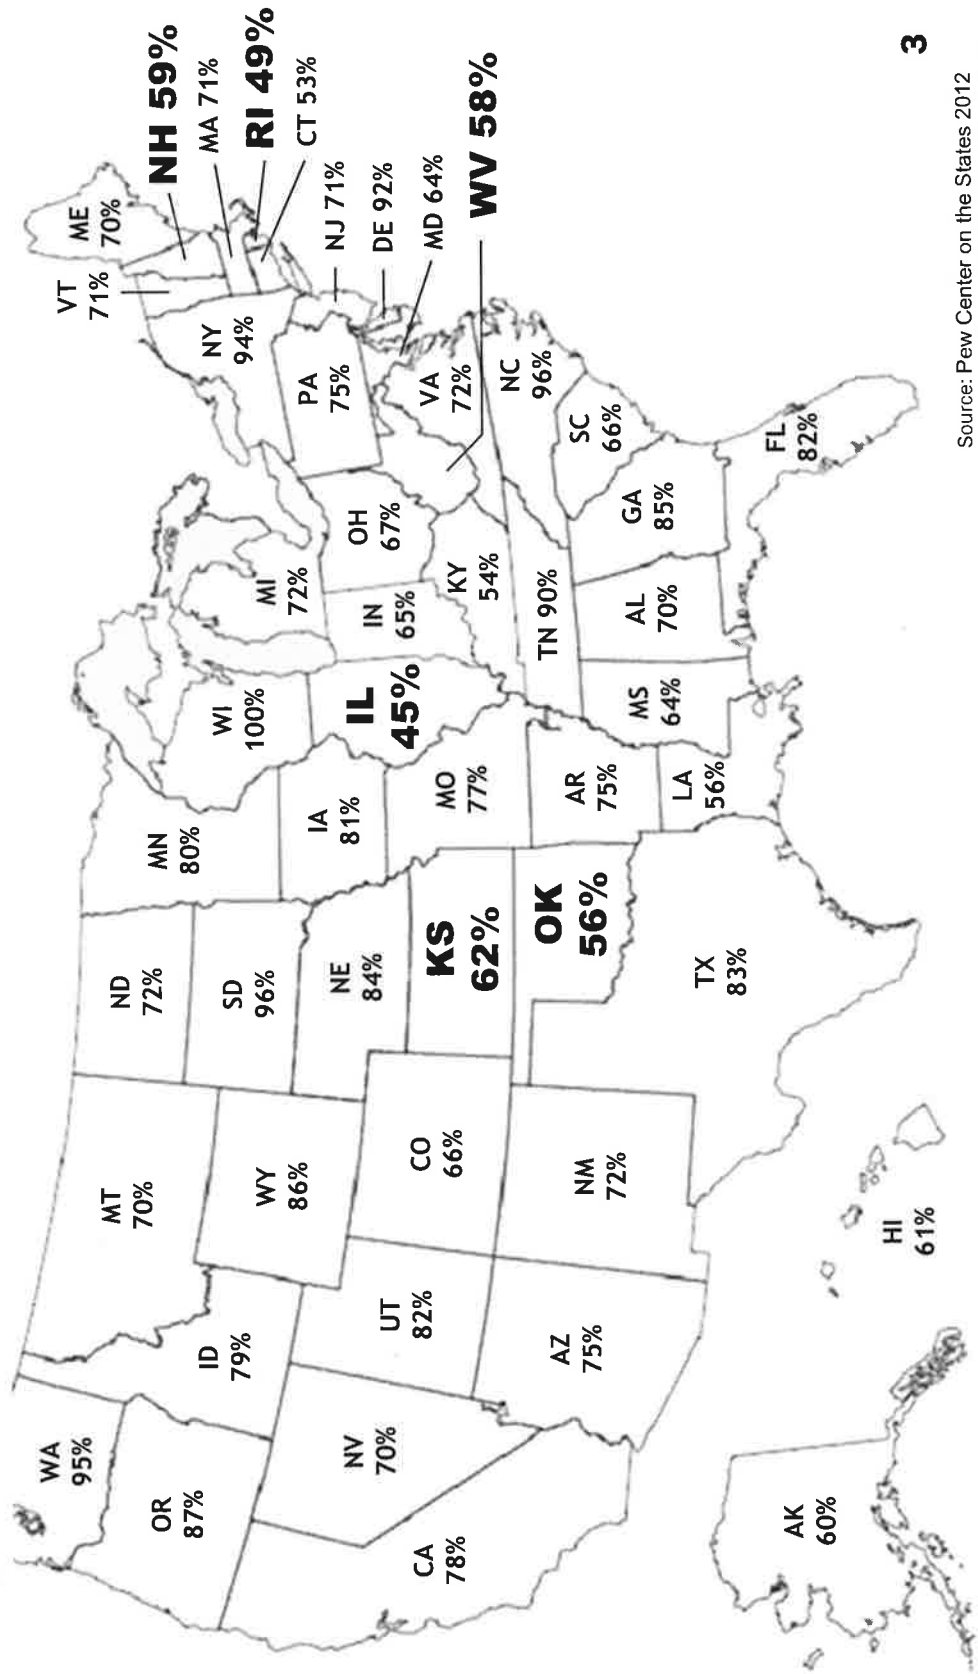 WA
95%
OR
87%
CA
78%
NV
70%
ID
79%
MT
70%
WY
86%
UT
82%
AZ
75%
CO
66%
NM
72%
ND
72%
SD
96%
NE
84%
KS
62%
OK
56%
TX
83%
MN
80%
IA
81%
MO
77%
AR
75%
LA
56%
WI
100%
IL
45%
MI
72%
IN
65%
OH
67%
KY
54%
TN 90%
MS
64%
AL
70%
GA
85%
FL
82%
SC
66%
NC
96%
VA
72%
WV 58%
PA
75%
NY
94%
VT
71%
ME
70%
NH 59%
MA 71%
RI 49%
CT 53%
NJ 71%
DE 92%
MD 64%
AK
60%
HI
61%
3
Source: Pew Center on the States 2012